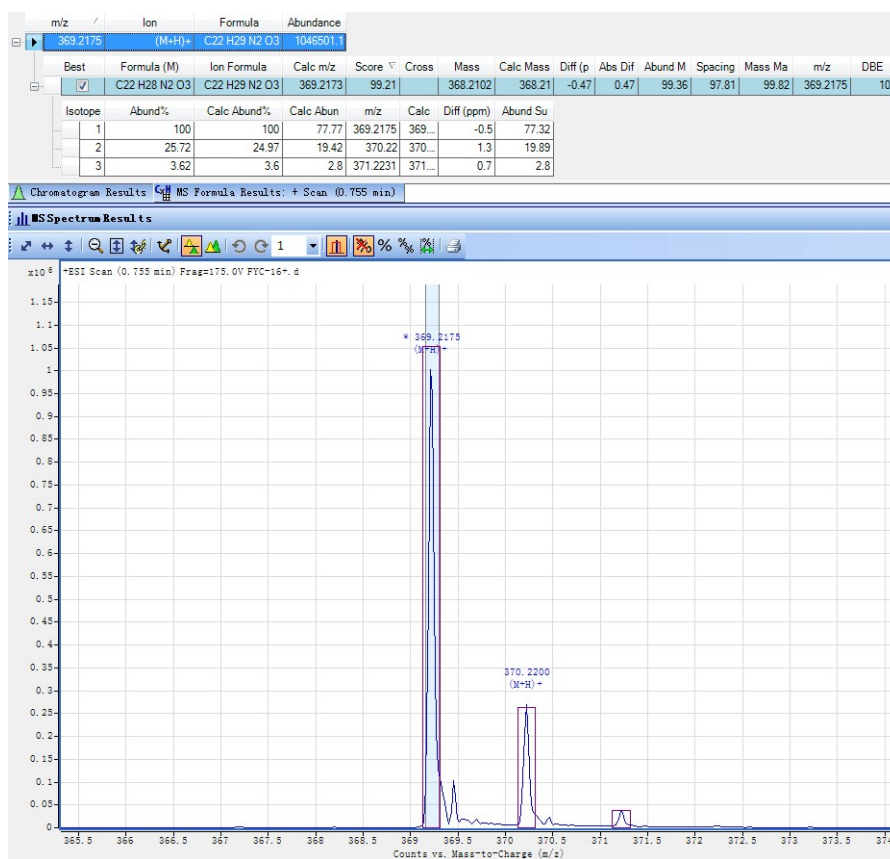 m/z Ion Formula Abundance
369.2175 (M+H)+ C22 H29 N2 O3 1046501.1
Best Formula (M) Ion Formula Calc m/z Score Cross Mass Calc Mass Diff (p Abs Dif Abund M Spacing Mass Ma m/z DBE
C22 H28 N2 O3 C22 H29 N2 O3 369.2173 99.21 368.2102 368.21 -0.47 0.47 99.36 97.81 99.82 369.2175 10
Isotope Abund% Calc Abund% Calc Abun m/z Calc Diff (ppm) Abund Su
1 100 100 77.77 369.2175 369... -0.5 77.32
2 25.72 24.97 19.42 370.22 370... 1.3 19.89
3 3.62 3.6 2.8 371.2231 371... 0.7 2.8
Chromatogram Results MS Formula Results: + Scan (0.755 min)
MS Spectrum Results
1 % %
x10 6 +ESI Scan (0.755 min) Frag=175.0V FYC-16+.d
1.15
1.1
* 369.2175
1.05
(M+H)+
1
0.95
0.9
0.85
0.8
0.75
0.7
0.65
0.6
0.55
0.5
0.45
0.4
0.35
370.2200
(M+H)+
0.3
0.25
0.2
0.15
0.1
0.05
0
365.5 366 366.5 367 367.5 368 368.5 369 369.5 370 370.5 371 371.5 372 372.5 373 373.5 374
Counts vs. Mass-to-Charge (m/z)